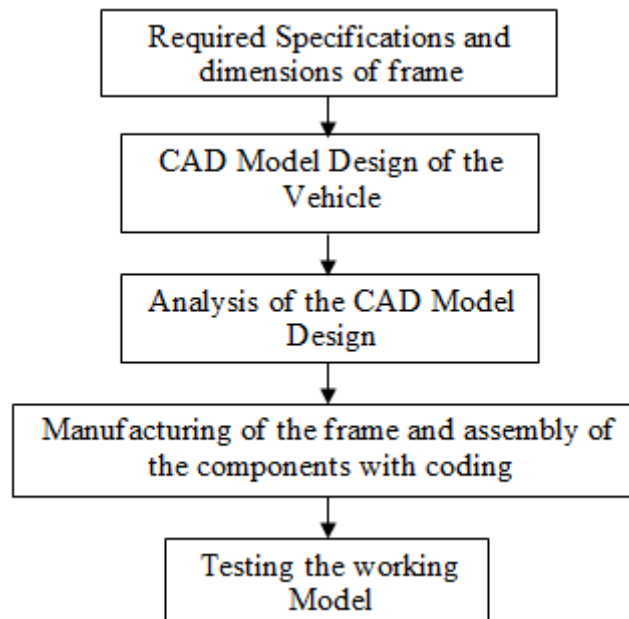 Required Specifications and
dimensions of frame
CAD Model Design of the
Vehicle
Analysis of the CAD Model
Design
Manufacturing of the frame and assembly of
the components with coding
Testing the working
Model